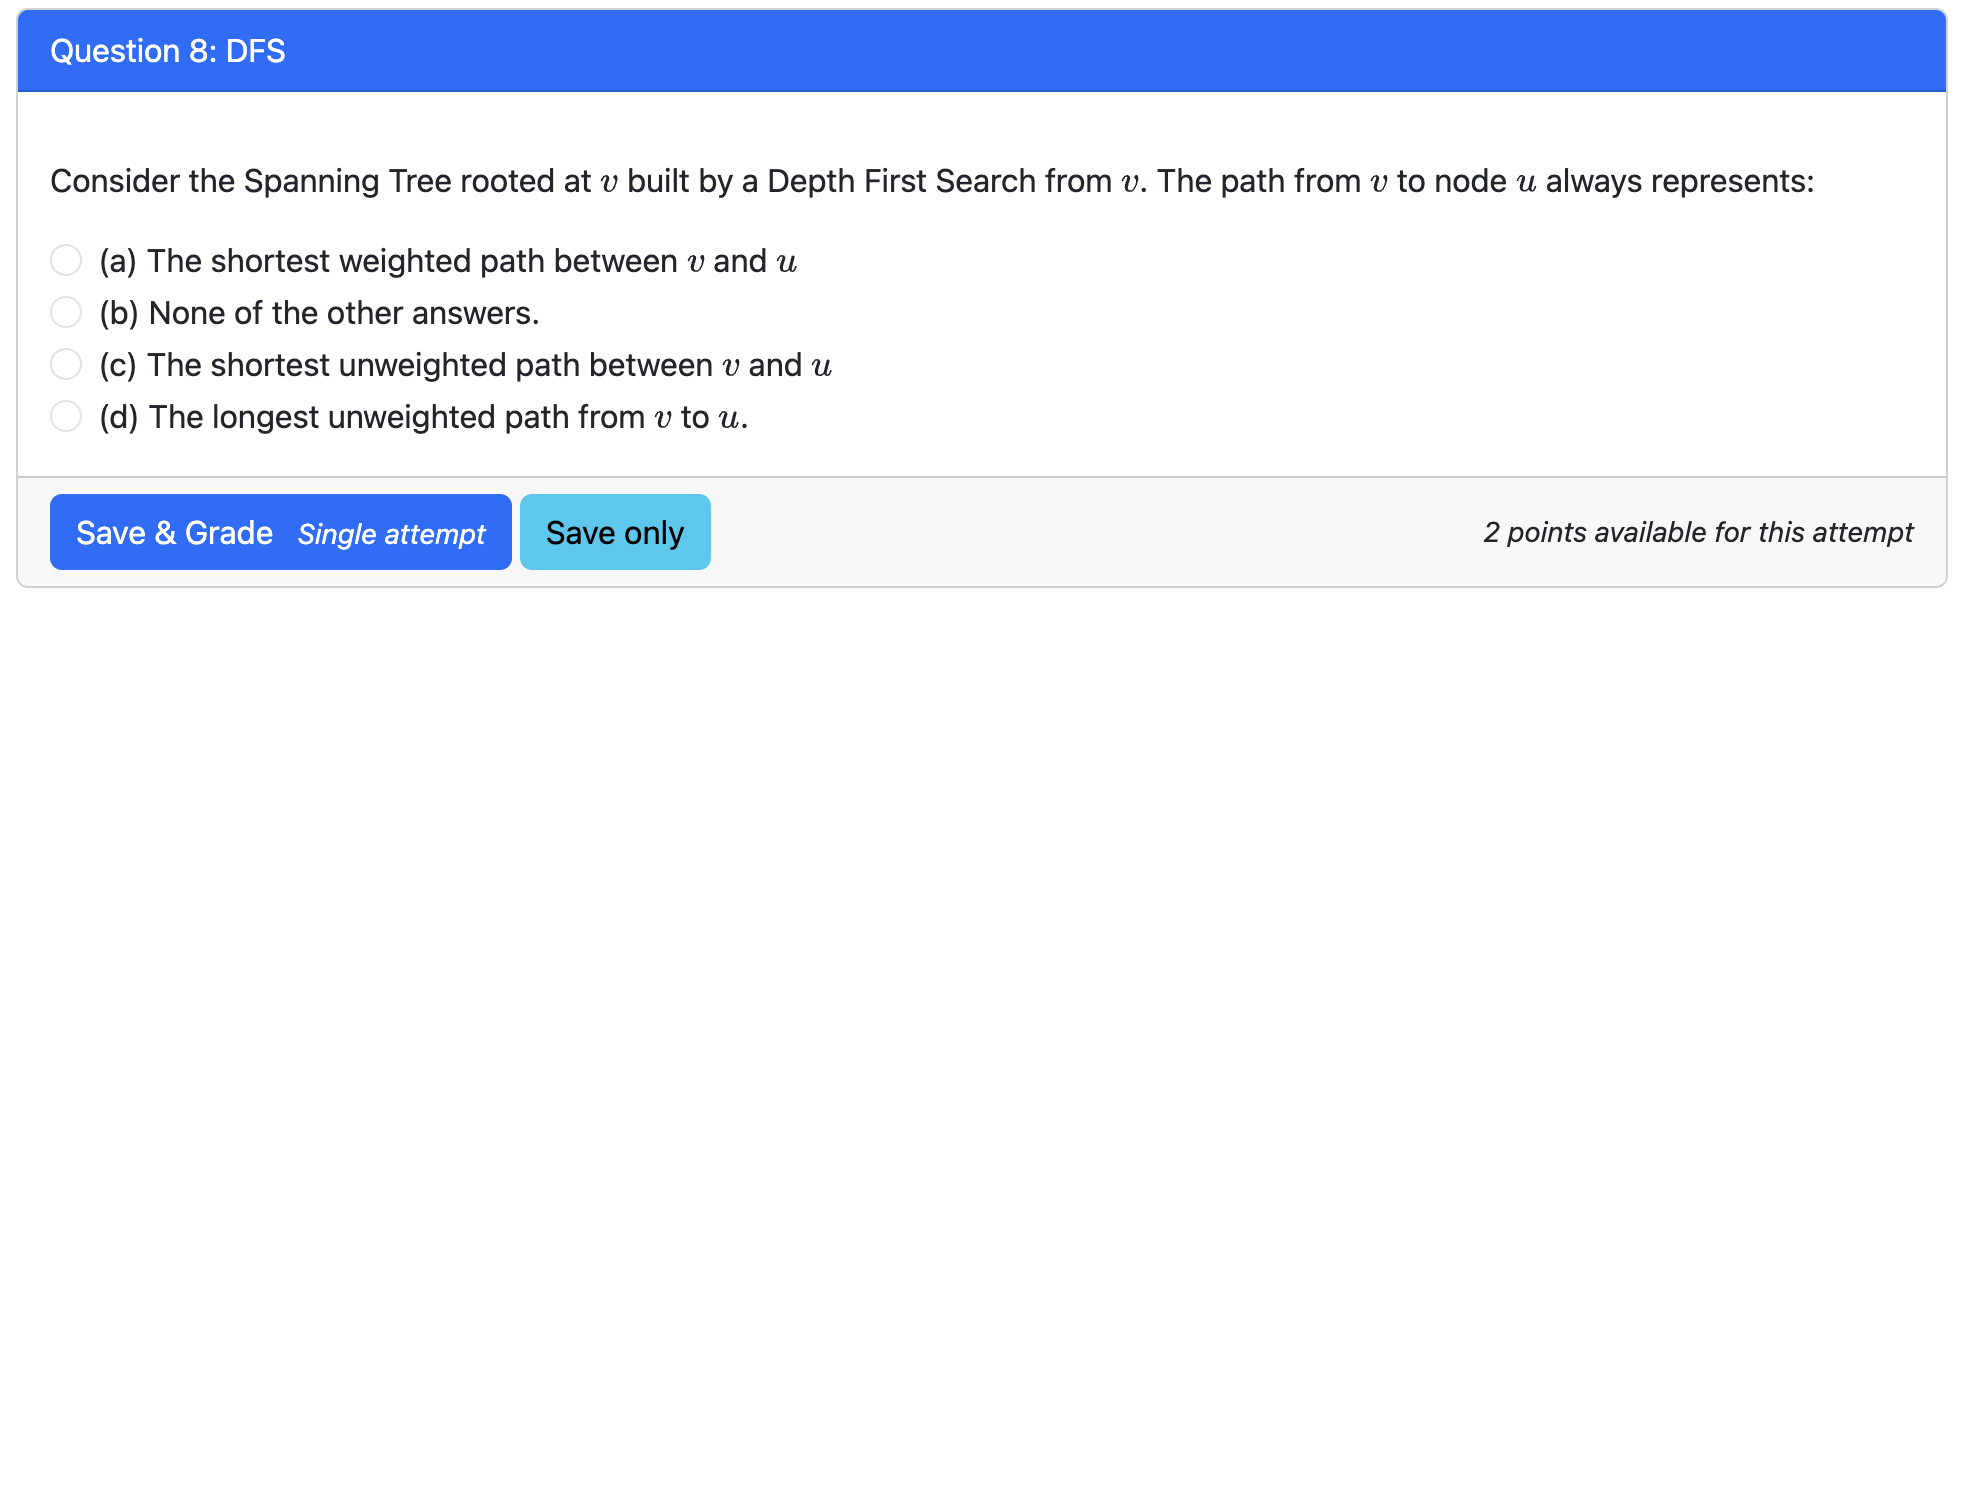 Question 8: DFS
Consider the Spanning Tree rooted at v built by a Depth First Search from v. The path from v to node u always represents:
(a) The shortest weighted path between v and u
(b) None of the other answers.
(c) The shortest unweighted path between v and u
(d) The longest unweighted path from v to u.
Save & Grade Single attempt Save only 2 points available for this attempt